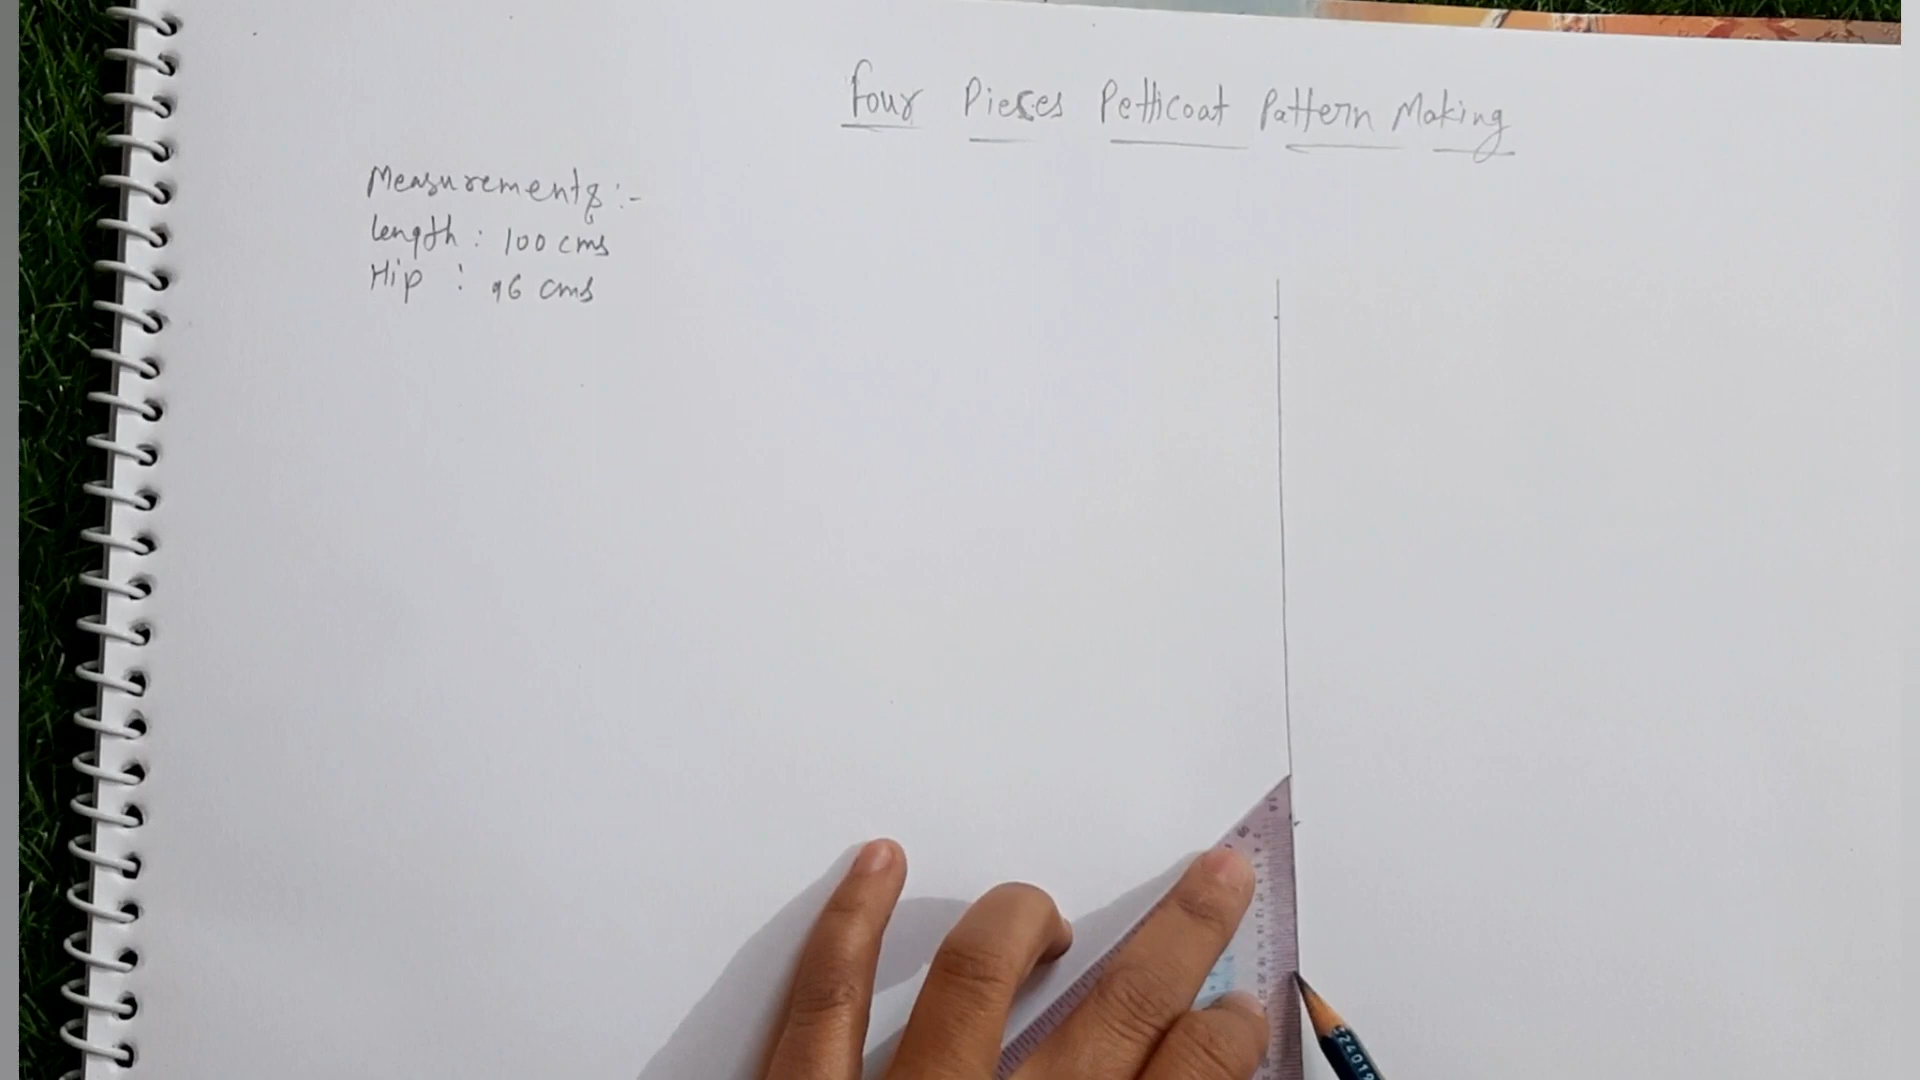 Four Pieses Petticoat Pattern Making
Measurements :-
Length : 100 cms
Hip : 96 cms